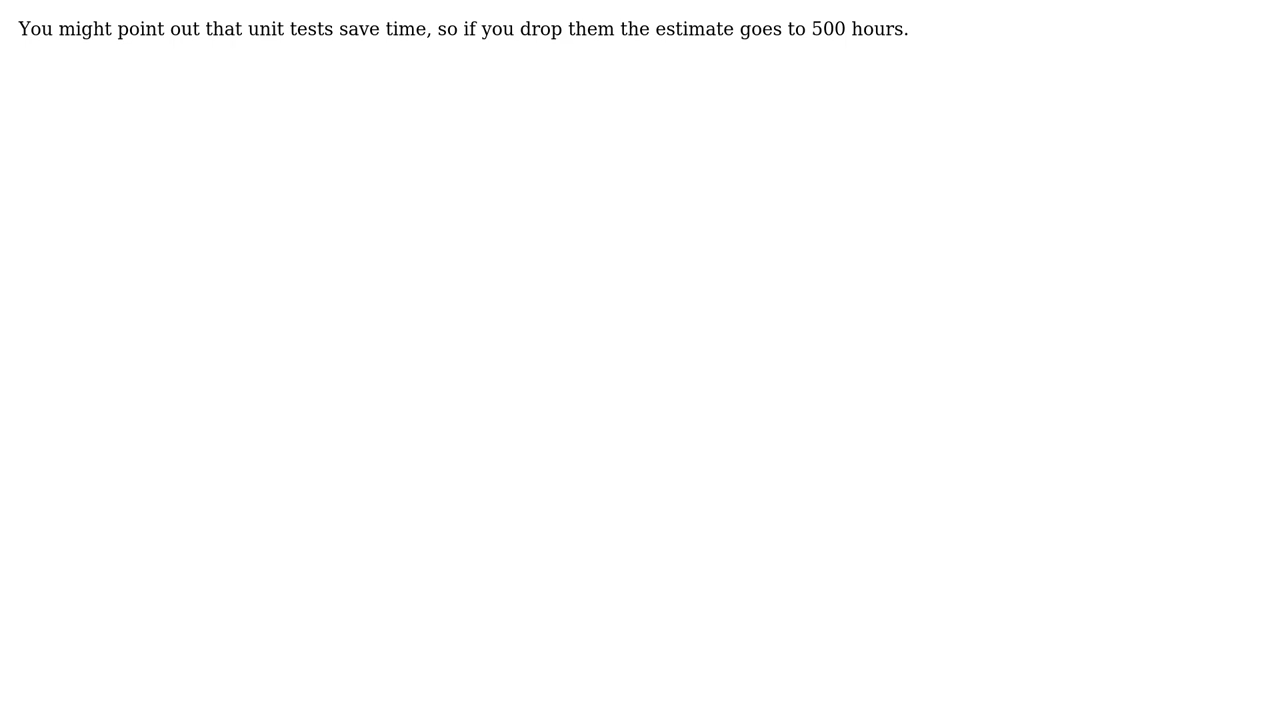 You might point out that unit tests save time, so if you drop them the estimate goes to 500 hours.